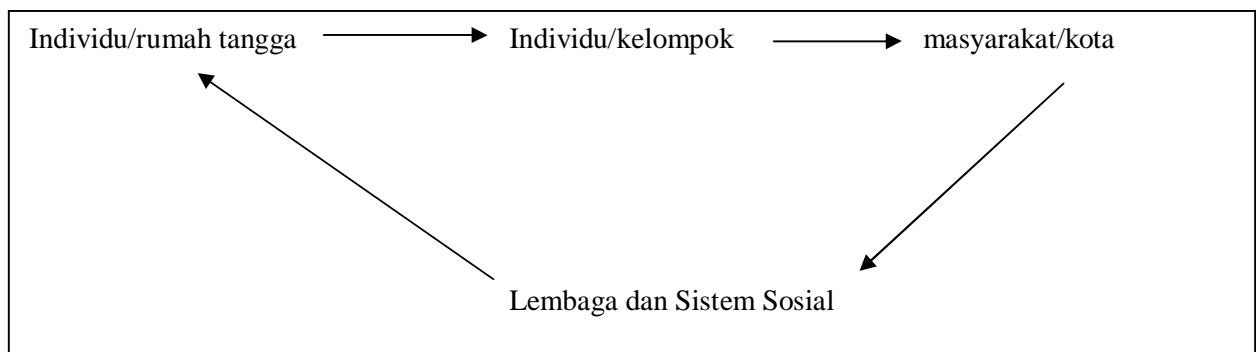 Individu/rumah tangga Individu/kelompok masyarakat/kota
Lembaga dan Sistem Sosial